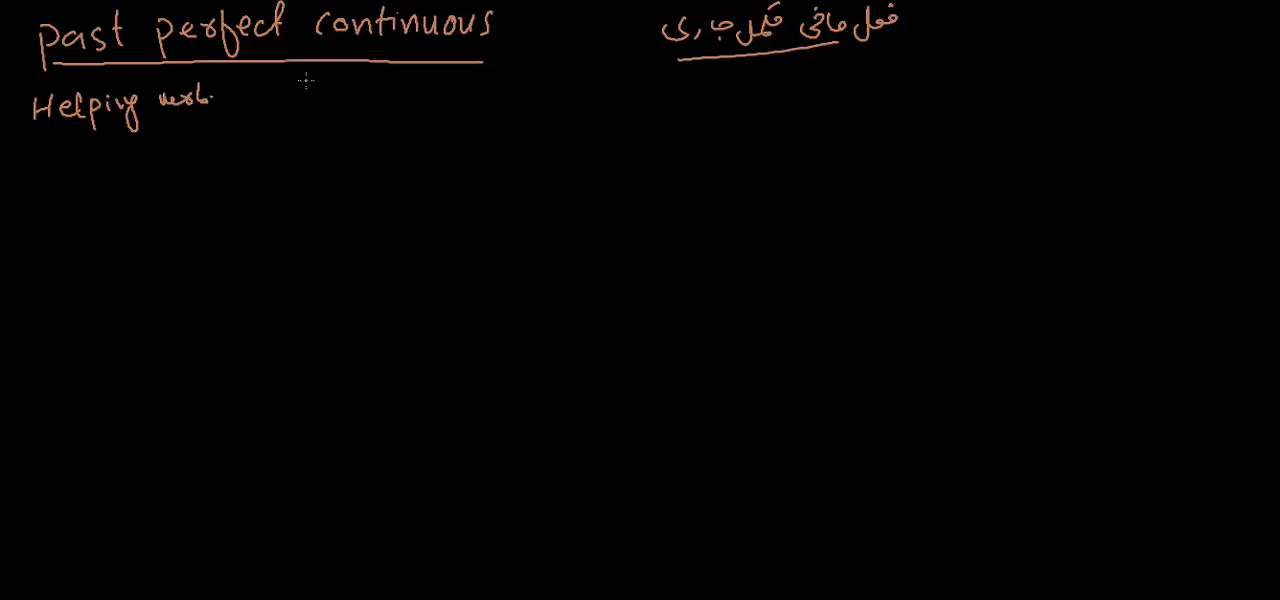 Past perfect continuous
فعل ماضی مکمل جاری
Helping verb.